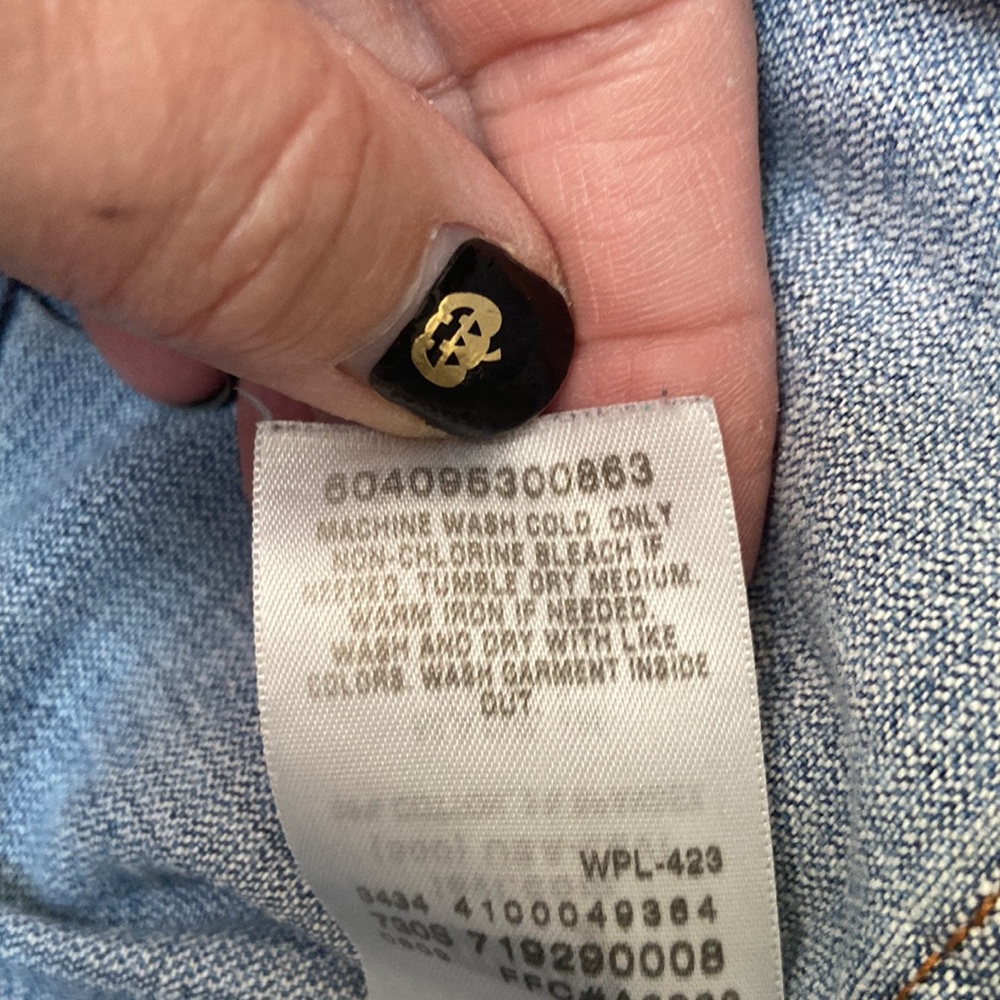 604096300863
MACHINE WASH COLD. ONLY
NON-CHLORINE BLEACH IF
NEEDED. TUMBLE DRY MEDIUM.
WARM IRON IF NEEDED.
WASH AND DRY WITH LIKE
COLORS. WASH GARMENT INSIDE
OUT
WPL-423
4100049364
719290008